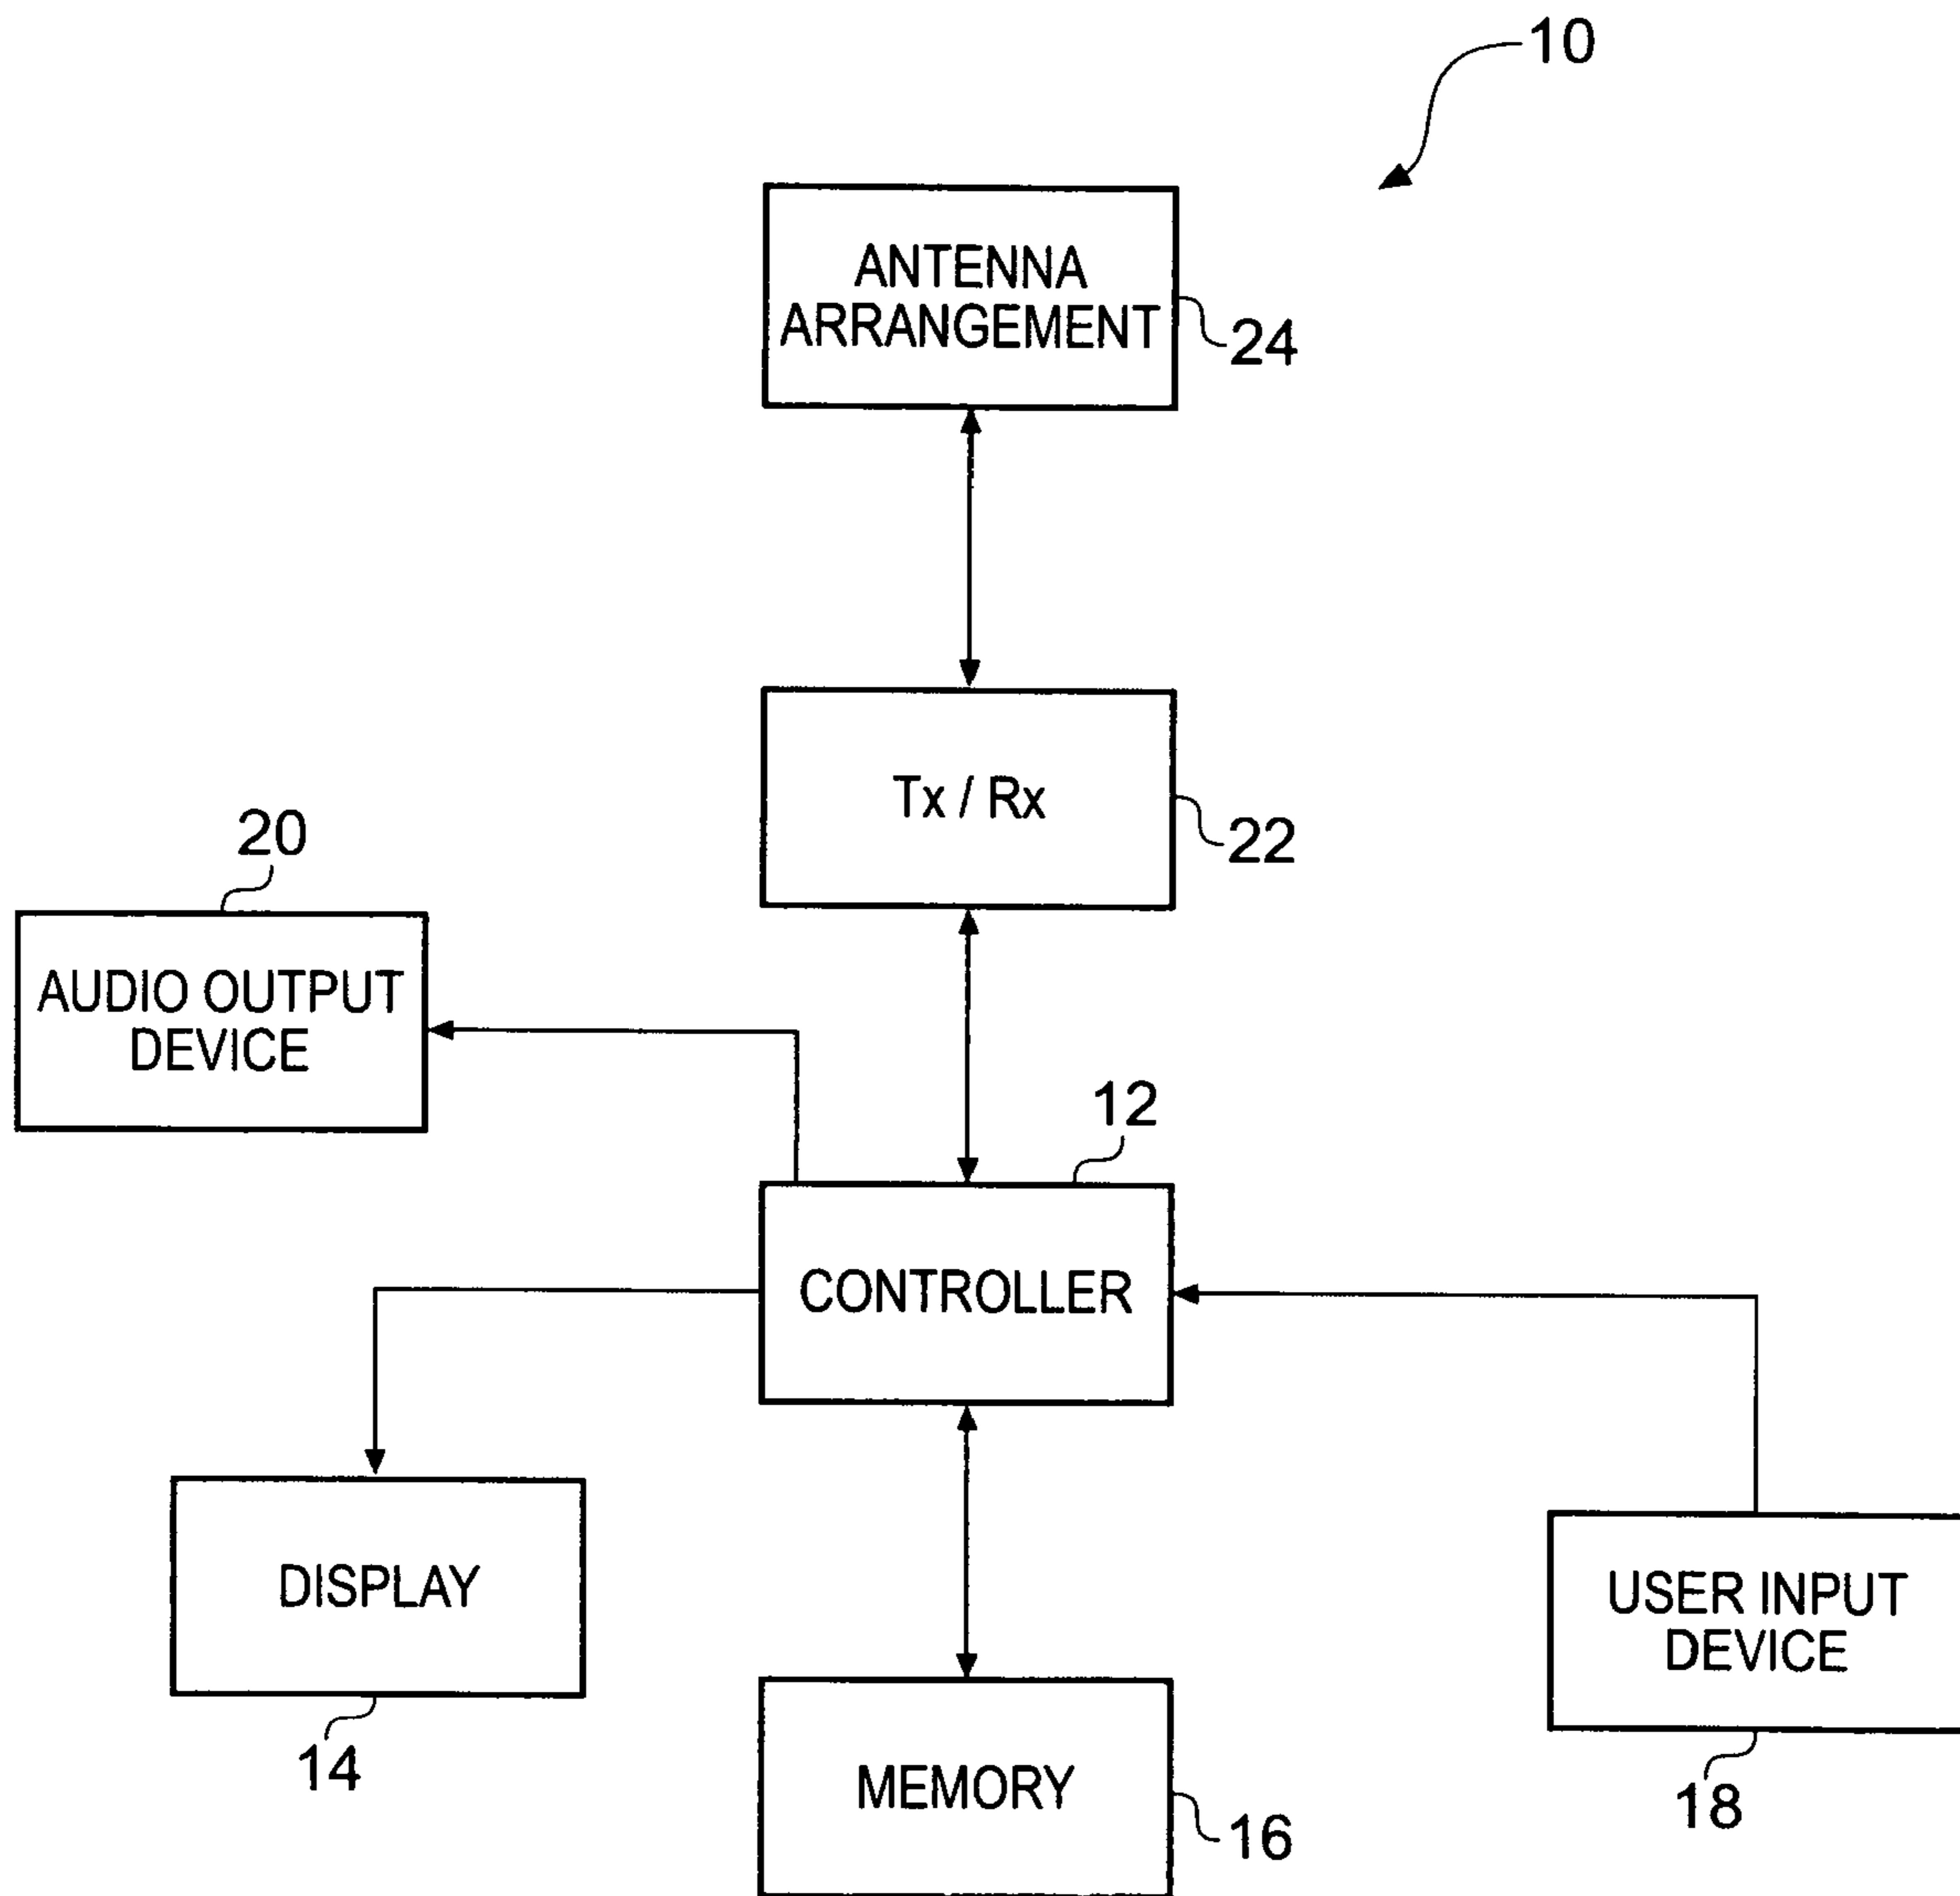 10
ANTENNA
ARRANGEMENT
24
Tx / Rx
22
20
AUDIO OUTPUT
DEVICE
12
CONTROLLER
DISPLAY
14
USER INPUT
DEVICE
18
MEMORY
16